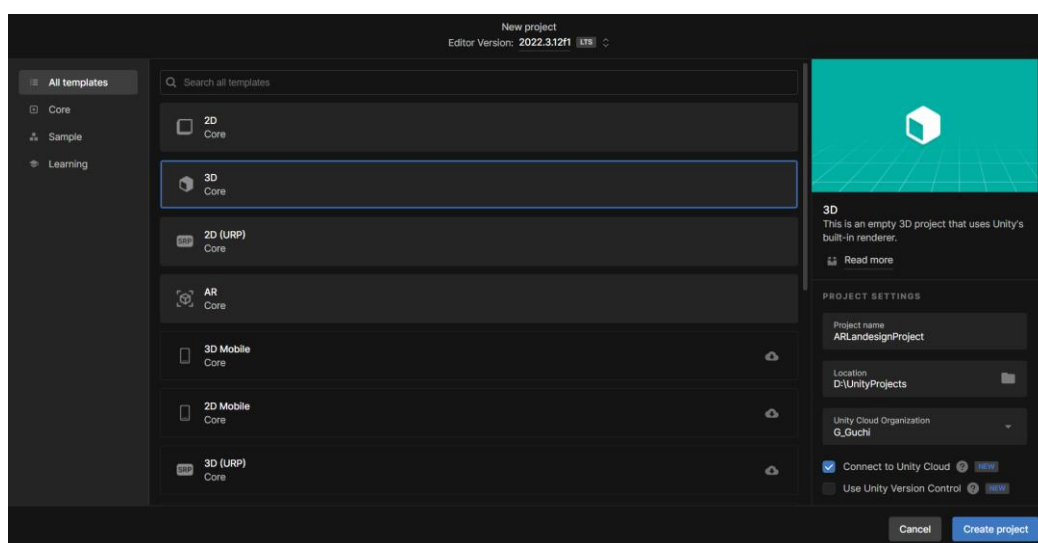 New project
Editor Version: 2022.3.12f1 LTS
All templates
Core
Sample
Learning
Search all templates
2D
Core
3D
Core
SRP
2D (URP)
Core
AR
Core
3D Mobile
Core
2D Mobile
Core
SRP
3D (URP)
Core
3D
This is an empty 3D project that uses Unity's
built-in renderer.
Read more
PROJECT SETTINGS
Project name
ARLandesignProject
Location
D:\UnityProjects
Unity Cloud Organization
G_Guchi
Connect to Unity Cloud ? NEW
Use Unity Version Control ? NEW
Cancel
Create project